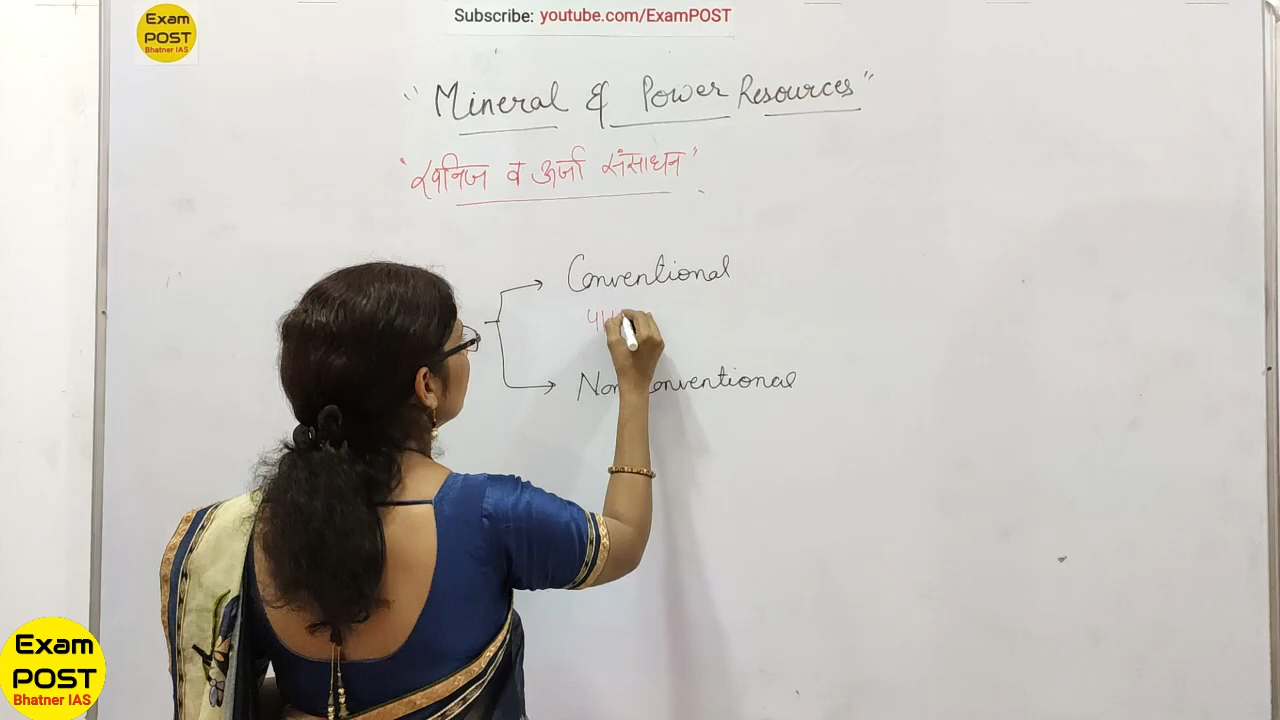 Exam
POST
Bhatner IAS
Subscribe: youtube.com/ExamPOST
"Mineral & Power Resources"
"खनिज व ऊर्जा संसाधन"
Conventional
Conventional
Exam
POST
Bhatner IAS